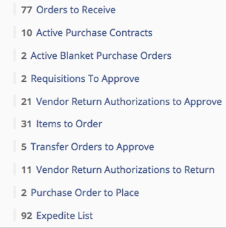 77 Orders to Receive
10 Active Purchase Contracts
2 Active Blanket Purchase Orders
2 Requisitions To Approve
21 Vendor Return Authorizations to Approve
31 Items to Order
5 Transfer Orders to Approve
11 Vendor Return Authorizations to Return
2 Purchase Order to Place
92 Expedite List